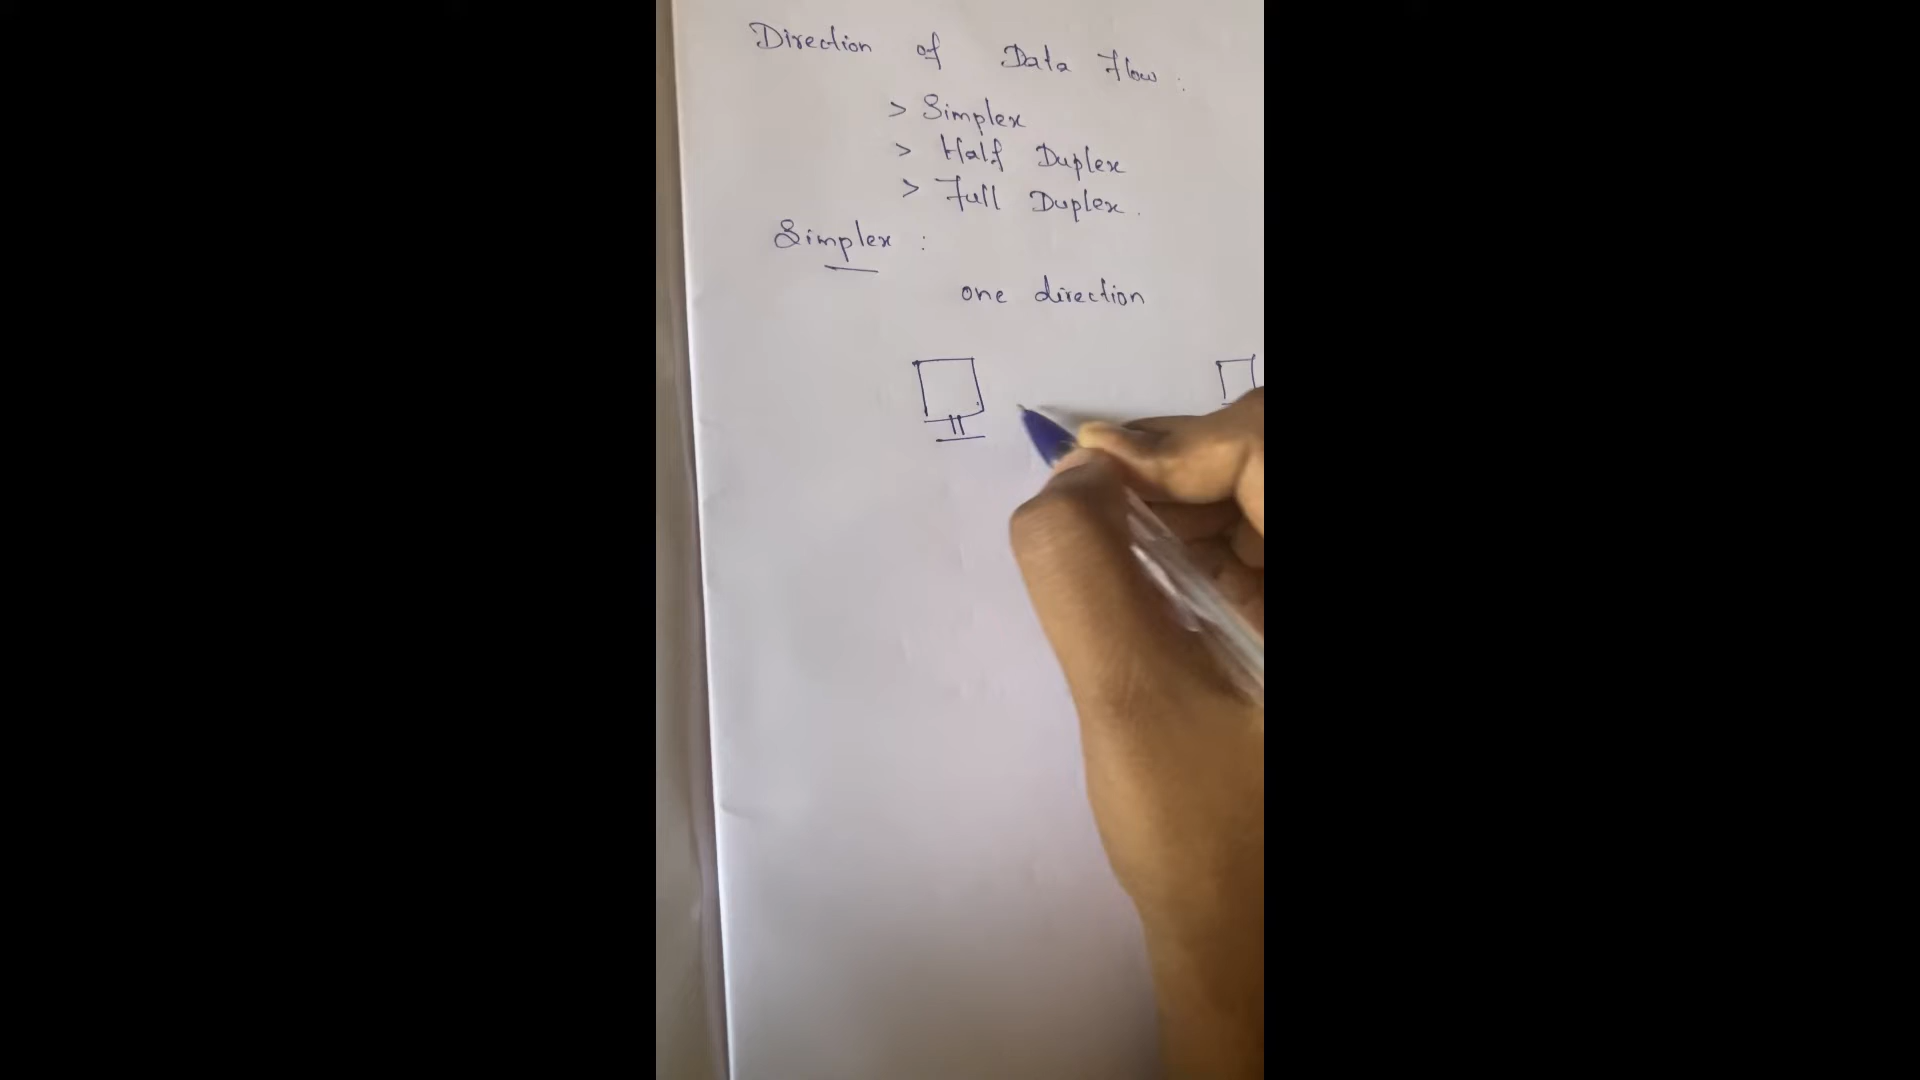 Direction of Data Flow :
> Simplex
> Half Duplex
> Full Duplex.
Simplex :
one direction